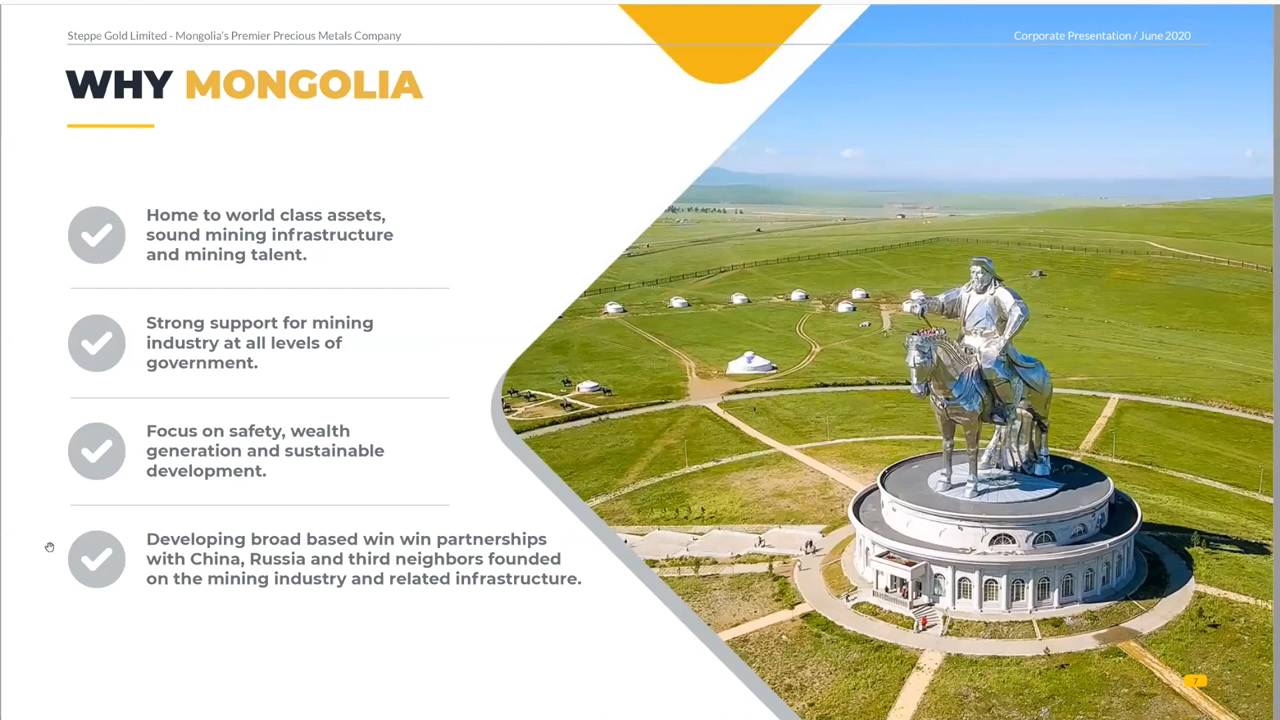 Steppe Gold Limited - Mongolia's Premier Precious Metals Company
Corporate Presentation / June 2020
WHY MONGOLIA
Home to world class assets,
sound mining infrastructure
and mining talent.
Strong support for mining
industry at all levels of
government.
Focus on safety, wealth
generation and sustainable
development.
Developing broad based win win partnerships
with China, Russia and third neighbors founded
on the mining industry and related infrastructure.
7